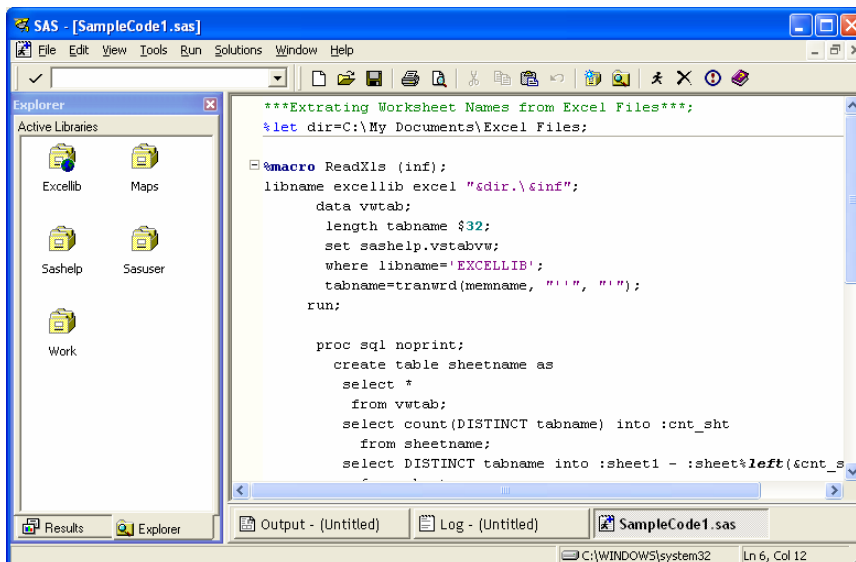 SAS - [SampleCode1.sas]
File Edit View Tools Run Solutions Window Help
Explorer
Active Libraries
Excellib Maps
Sashelp Sasuser
Work
***Extrating Worksheet Names from Excel Files***;
%let dir=C:\My Documents\Excel Files;
%macro ReadXls (inf);
libname excellib excel "&dir.\&inf";
data vwtab;
length tabname $32;
set sashelp.vstabvw;
where libname='EXCELLIB';
tabname=tranwrd(memname, "''", "'");
run;
proc sql noprint;
create table sheetname as
select *
from vwtab;
select count(DISTINCT tabname) into :cnt_sht
from sheetname;
select DISTINCT tabname into :sheet1 - :sheet%left(&cnt_s
Results Explorer
Output - (Untitled) Log - (Untitled) SampleCode1.sas
C:\WINDOWS\system32 Ln 6, Col 12